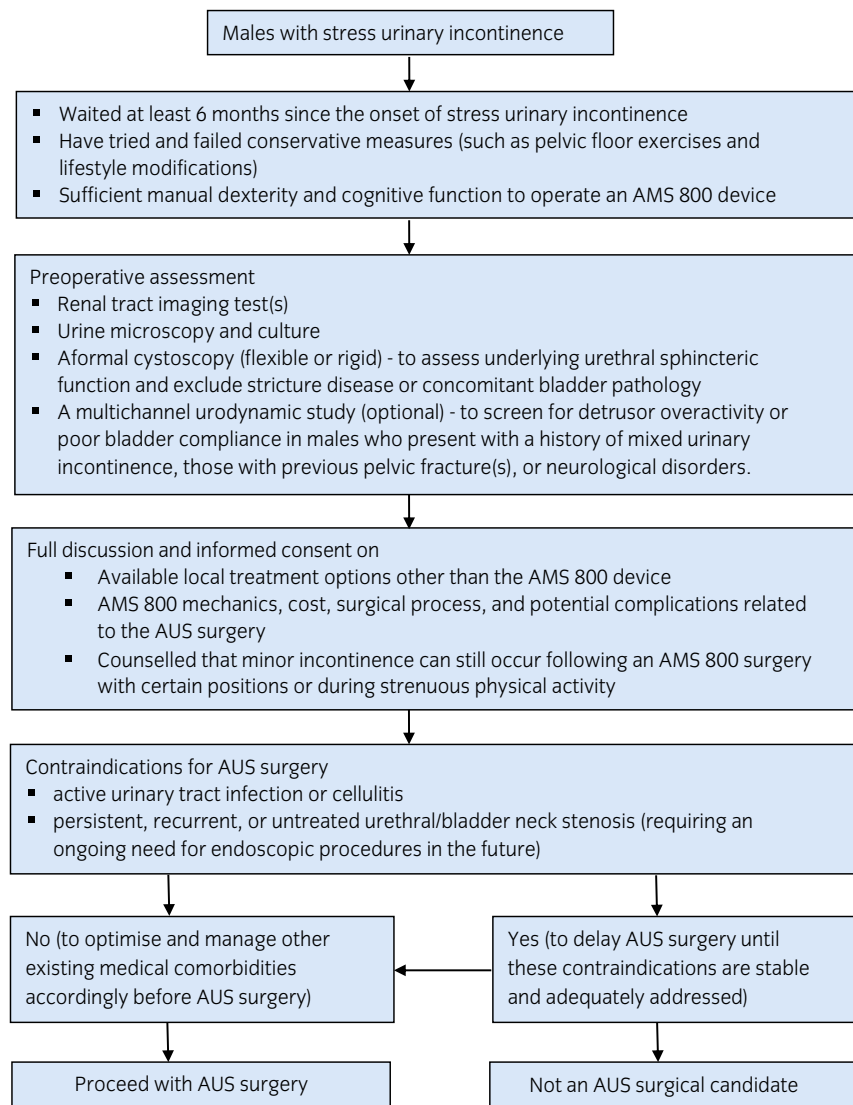 Males with stress urinary incontinence
▪ Waited at least 6 months since the onset of stress urinary incontinence
▪ Have tried and failed conservative measures (such as pelvic floor exercises and
lifestyle modifications)
▪ Sufficient manual dexterity and cognitive function to operate an AMS 800 device
Preoperative assessment
▪ Renal tract imaging test(s)
▪ Urine microscopy and culture
▪ Aformal cystoscopy (flexible or rigid) - to assess underlying urethral sphincteric
function and exclude stricture disease or concomitant bladder pathology
▪ A multichannel urodynamic study (optional) - to screen for detrusor overactivity or
poor bladder compliance in males who present with a history of mixed urinary
incontinence, those with previous pelvic fracture(s), or neurological disorders.
Full discussion and informed consent on
▪ Available local treatment options other than the AMS 800 device
▪ AMS 800 mechanics, cost, surgical process, and potential complications related
to the AUS surgery
▪ Counselled that minor incontinence can still occur following an AMS 800 surgery
with certain positions or during strenuous physical activity
Contraindications for AUS surgery
▪ active urinary tract infection or cellulitis
▪ persistent, recurrent, or untreated urethral/bladder neck stenosis (requiring an
ongoing need for endoscopic procedures in the future)
No (to optimise and manage other
existing medical comorbidities
accordingly before AUS surgery)
Yes (to delay AUS surgery until
these contraindications are stable
and adequately addressed)
Proceed with AUS surgery
Not an AUS surgical candidate